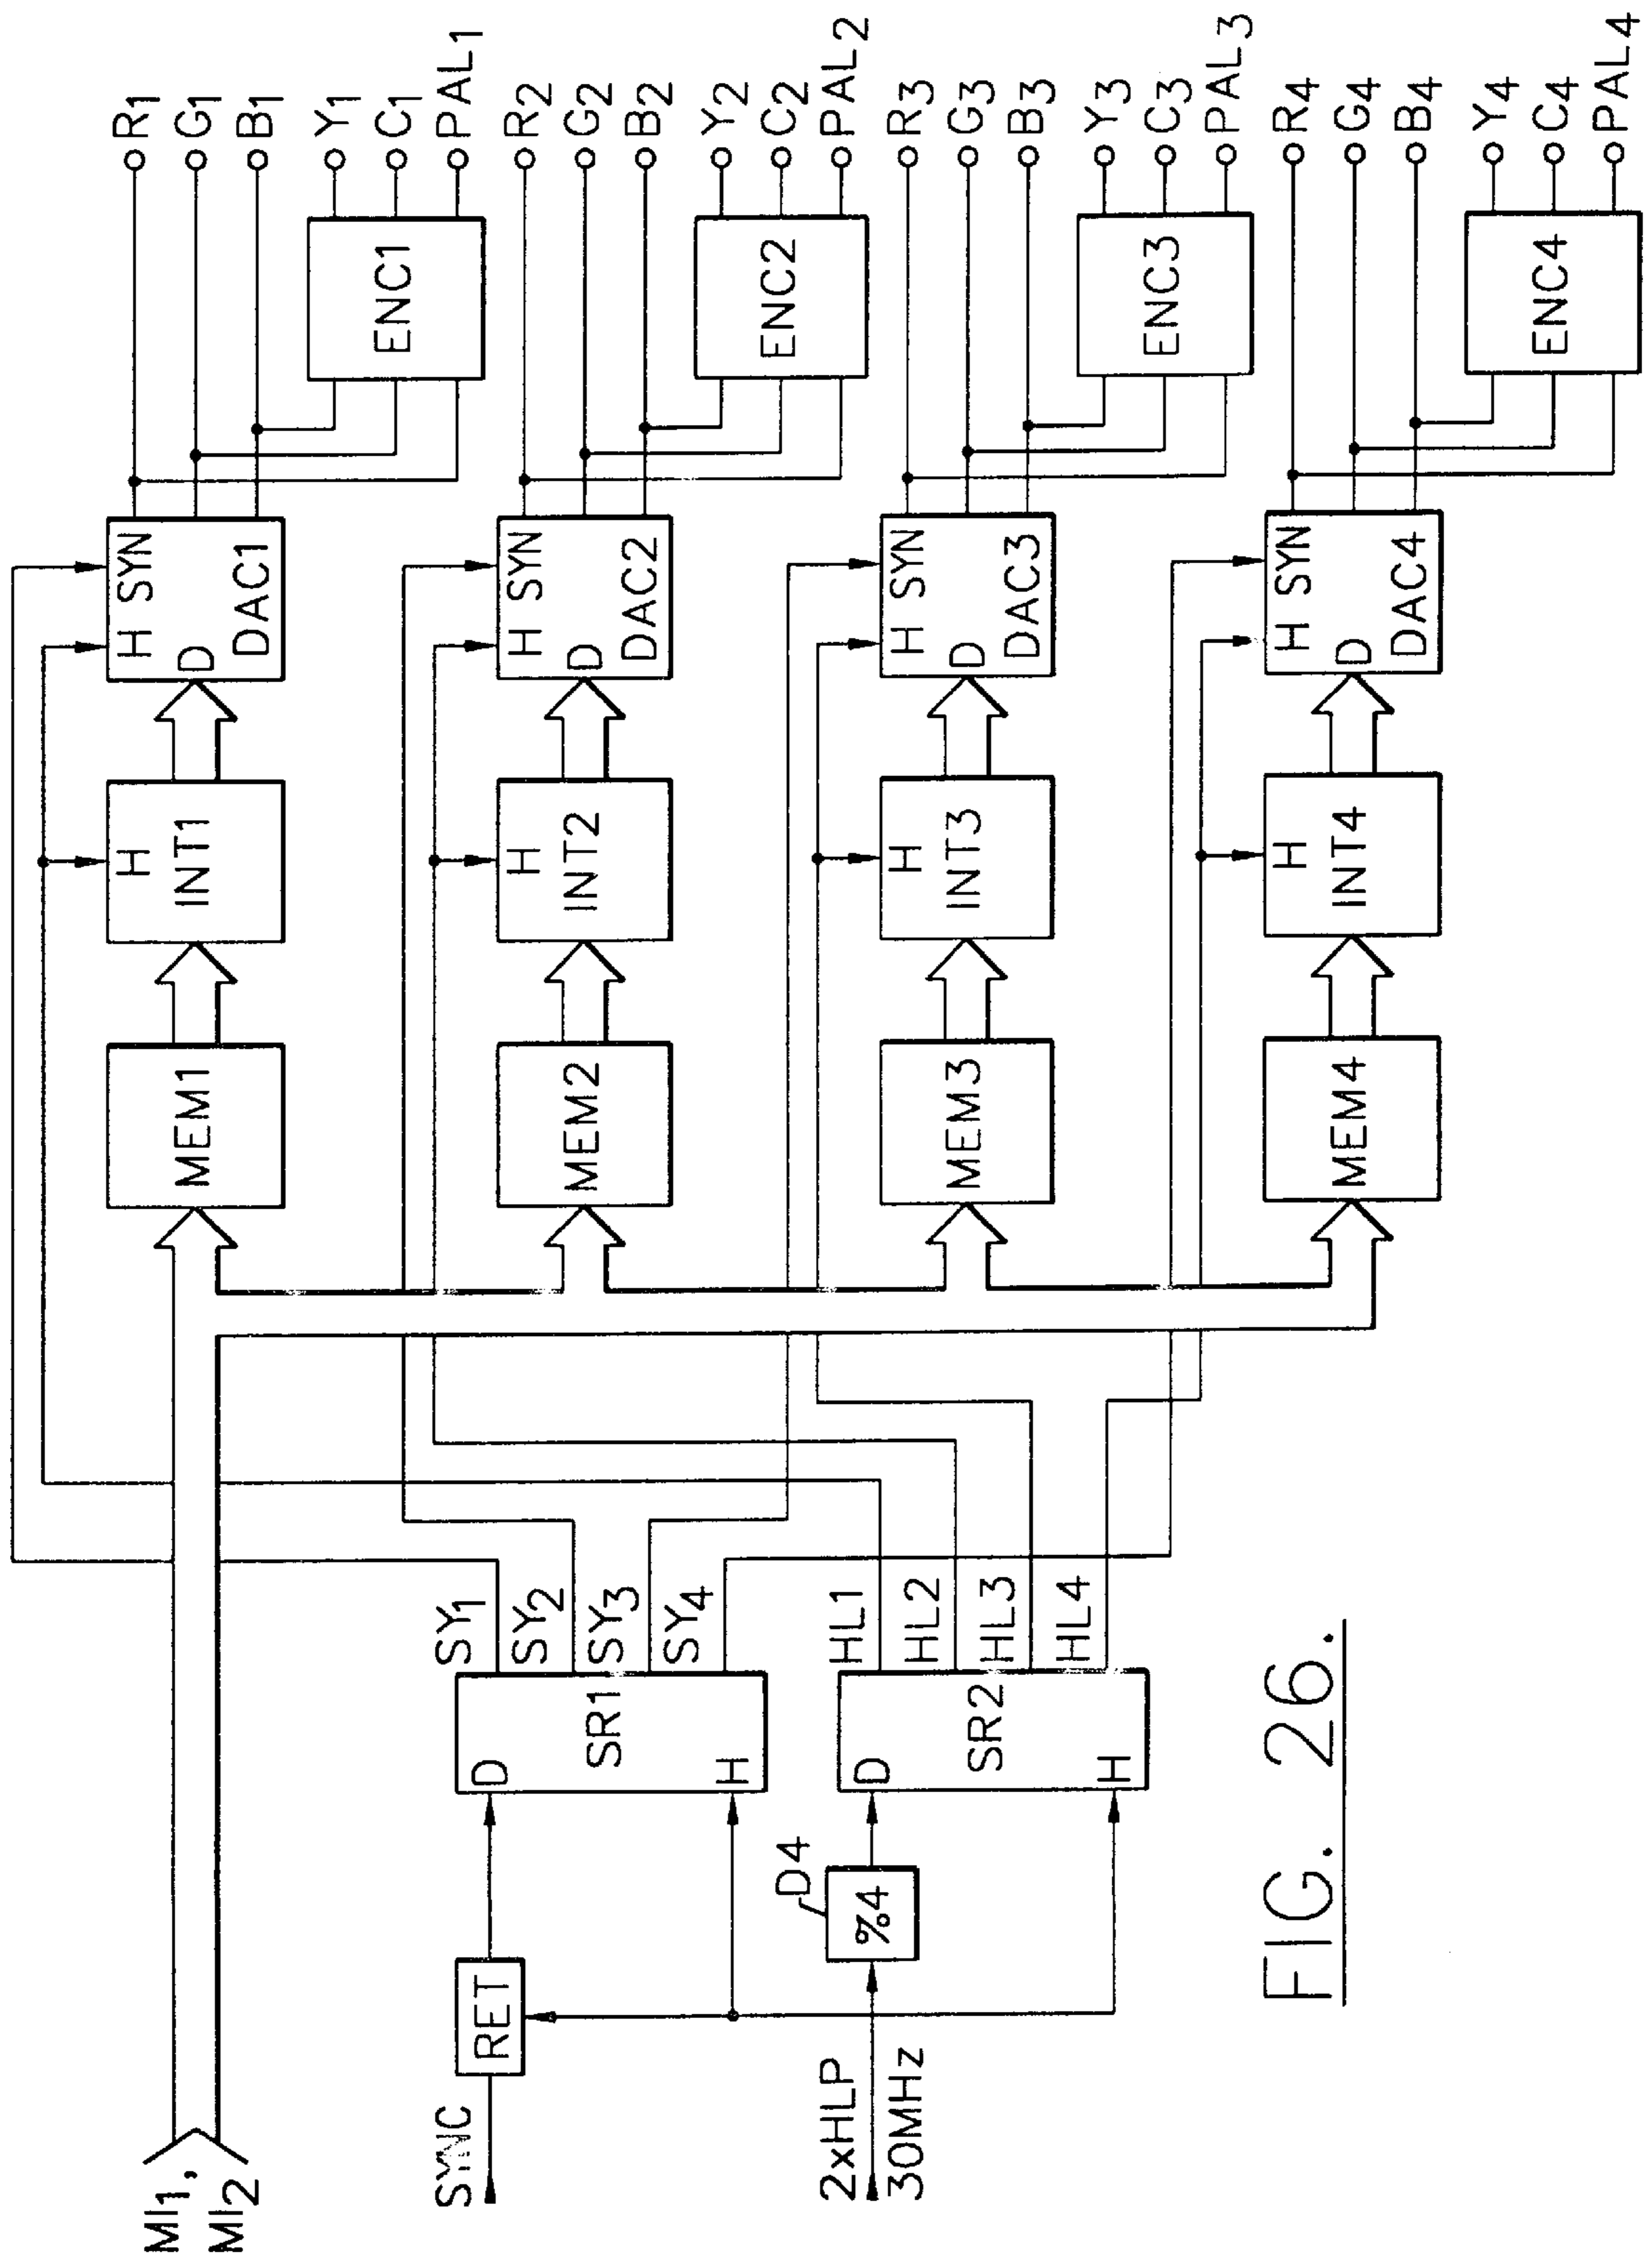 MI1,
MI2
SYNC
RET
2xHLP
30MHz
D4
%4
D
SR1
H
SY1
SY2
SY3
SY4
D
SR2
H
HL1
HL2
HL3
HL4
MEM1
H
INT1
H SYN
D
DAC1
ENC1
R1
G1
B1
Y1
C1
PAL1
MEM2
H
INT2
H SYN
D
DAC2
ENC2
R2
G2
B2
Y2
C2
PAL2
MEM3
H
INT3
H SYN
D
DAC3
ENC3
R3
G3
B3
Y3
C3
PAL3
MEM4
H
INT4
H SYN
D
DAC4
ENC4
R4
G4
B4
Y4
C4
PAL4
FIG. 26.